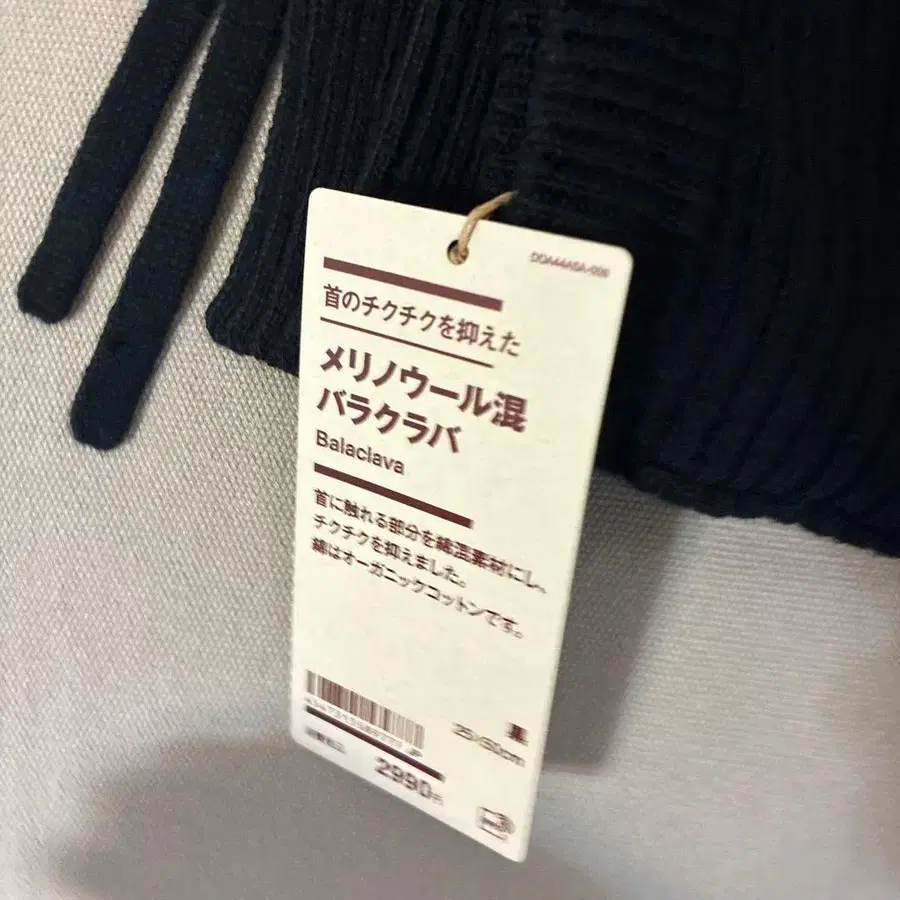 首のチクチクを抑えた
メリノウール混
バラクラバ
Balaclava
首に触れる部分を綿混素材にし、
チクチクを抑えました。
綿はオーガニックコットンです。
黒
2990円